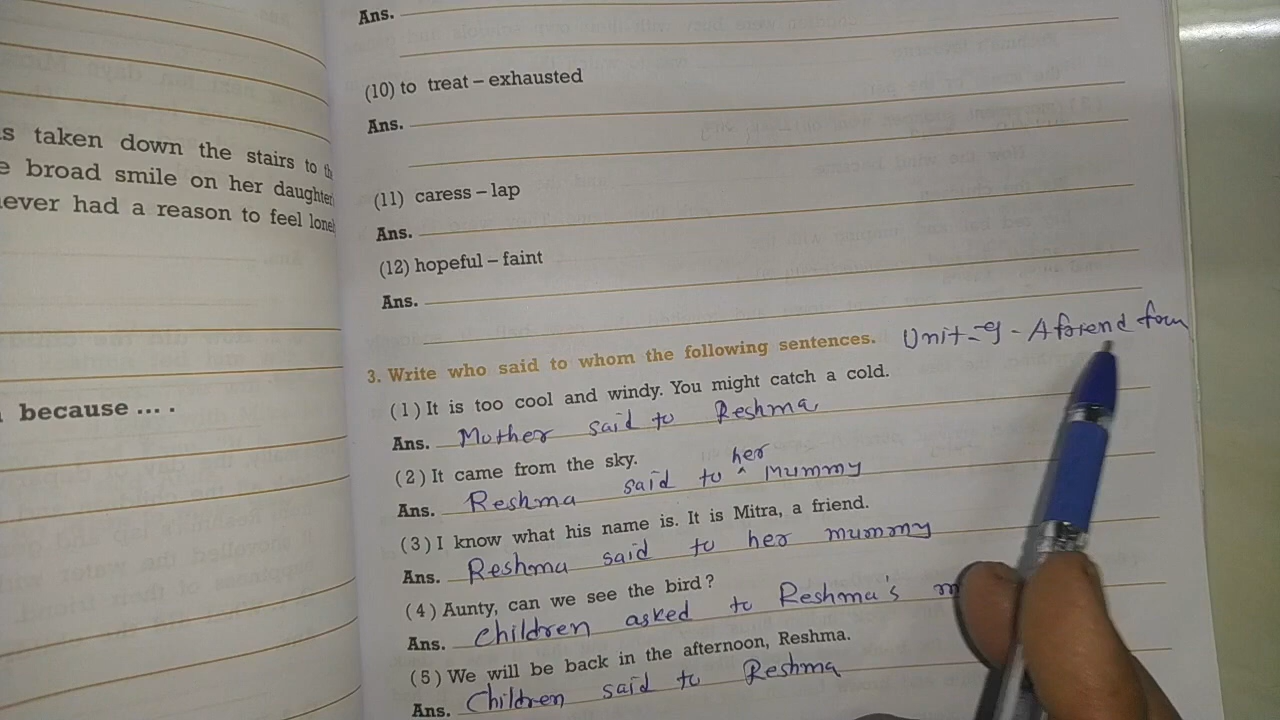 s taken down the stairs to th
e broad smile on her daughter
ever had a reason to feel lone
because ... .
Ans.
(10) to treat – exhausted
Ans.
(11) caress – lap
Ans.
(12) hopeful – faint
Ans.
3. Write who said to whom the following sentences. Unit-9 - A friend from
(1) It is too cool and windy. You might catch a cold.
Ans. Mother said to Reshma
(2) It came from the sky.
Ans. Reshma said to her mummy
(3) I know what his name is. It is Mitra, a friend.
Ans. Reshma said to her mummy
(4) Aunty, can we see the bird?
Ans. Children asked to Reshma's m
(5) We will be back in the afternoon, Reshma.
Ans. Children said to Reshma